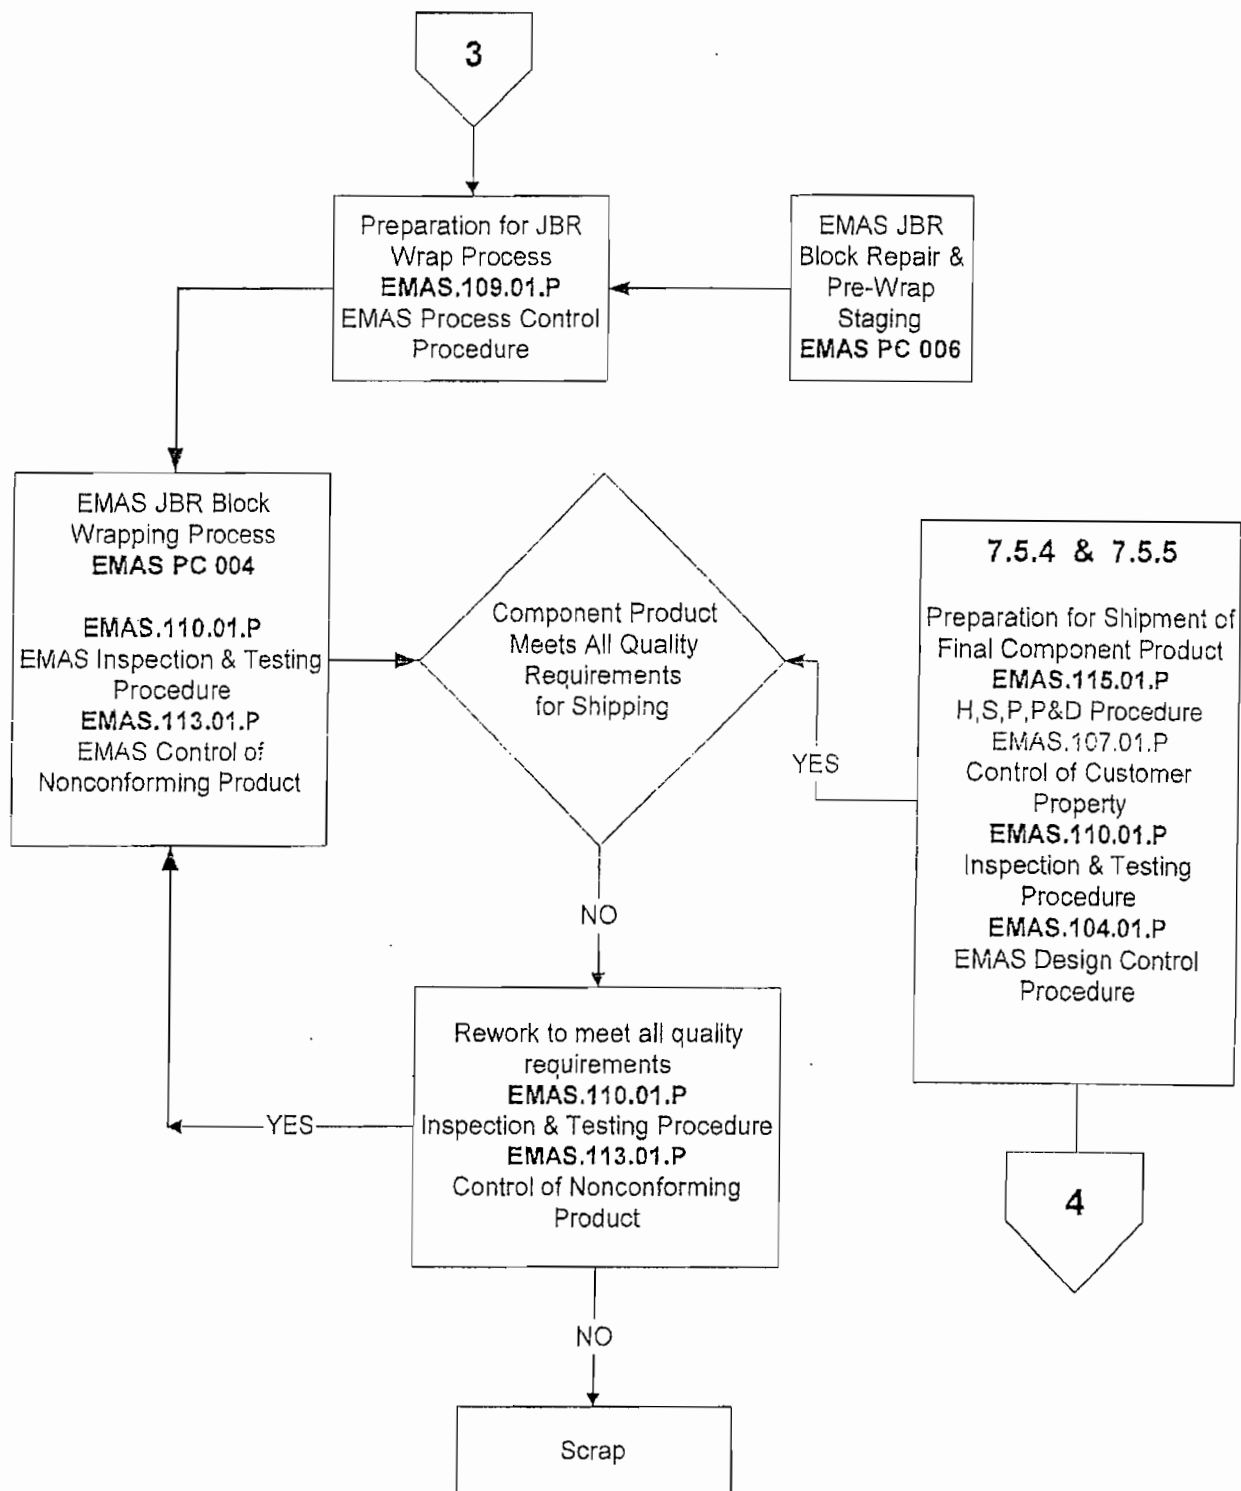 3
Preparation for JBR
Wrap Process
EMAS.109.01.P
EMAS Process Control
Procedure
EMAS JBR
Block Repair &
Pre-Wrap
Staging
EMAS PC 006
EMAS JBR Block
Wrapping Process
EMAS PC 004
EMAS.110.01.P
EMAS Inspection & Testing
Procedure
EMAS.113.01.P
EMAS Control of
Nonconforming Product
Component Product
Meets All Quality
Requirements
for Shipping
YES
7.5.4 & 7.5.5
Preparation for Shipment of
Final Component Product
EMAS.115.01.P
H,S,P,P&D Procedure
EMAS.107.01.P
Control of Customer
Property
EMAS.110.01.P
Inspection & Testing
Procedure
EMAS.104.01.P
EMAS Design Control
Procedure
NO
Rework to meet all quality
requirements
EMAS.110.01.P
Inspection & Testing Procedure
EMAS.113.01.P
Control of Nonconforming
Product
YES
4
NO
Scrap